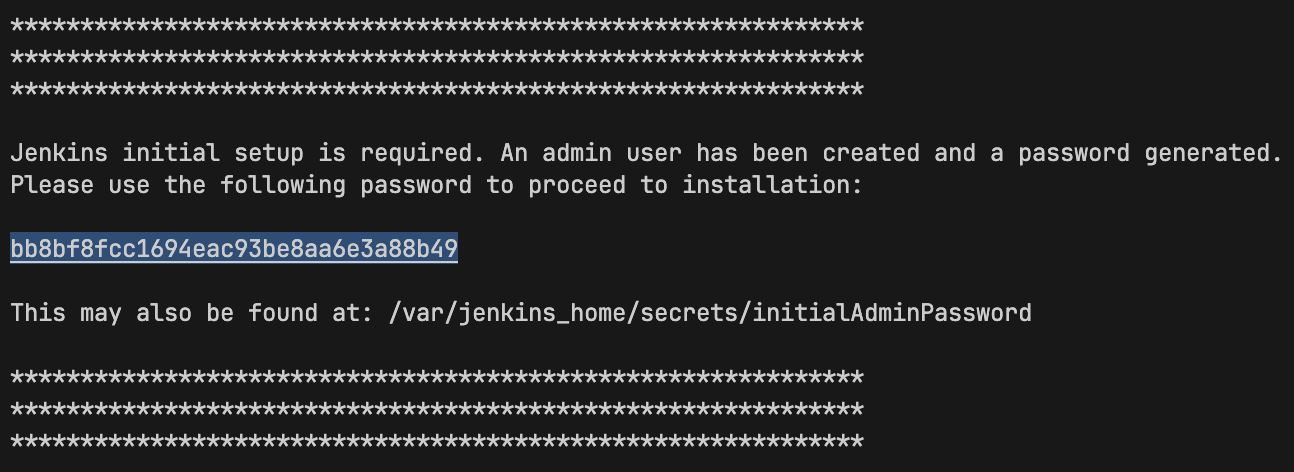 *************************************************************
*************************************************************
*************************************************************
Jenkins initial setup is required. An admin user has been created and a password generated.
Please use the following password to proceed to installation:
bb8bf8fcc1694eac93be8aa6e3a88b49
This may also be found at: /var/jenkins_home/secrets/initialAdminPassword
*************************************************************
*************************************************************
*************************************************************